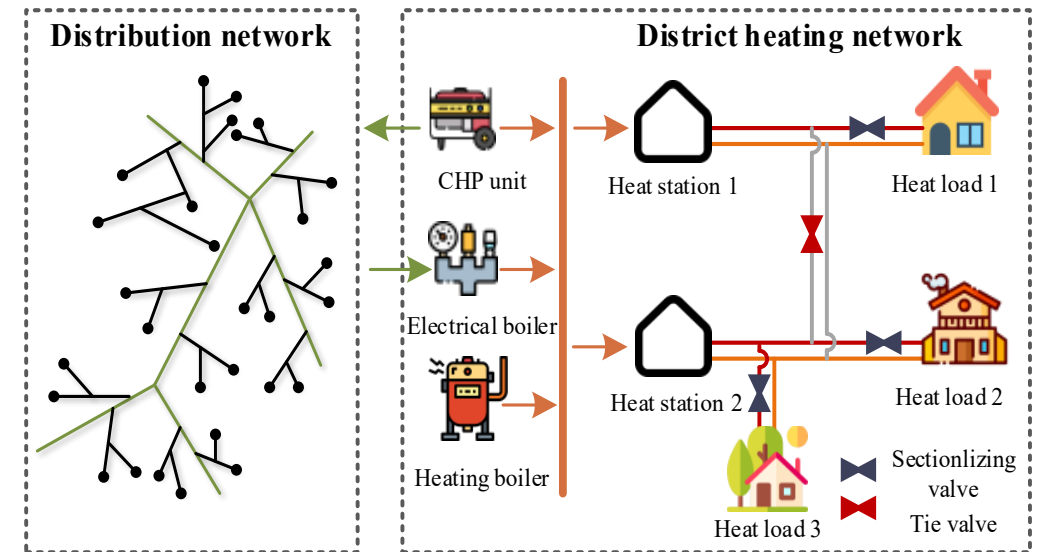 Distribution network
District heating network
CHP unit
Heat station 1
Heat load 1
Electrical boiler
Heat station 2
Heat load 2
Heating boiler
Heat load 3
Sectionlizing
valve
Tie valve